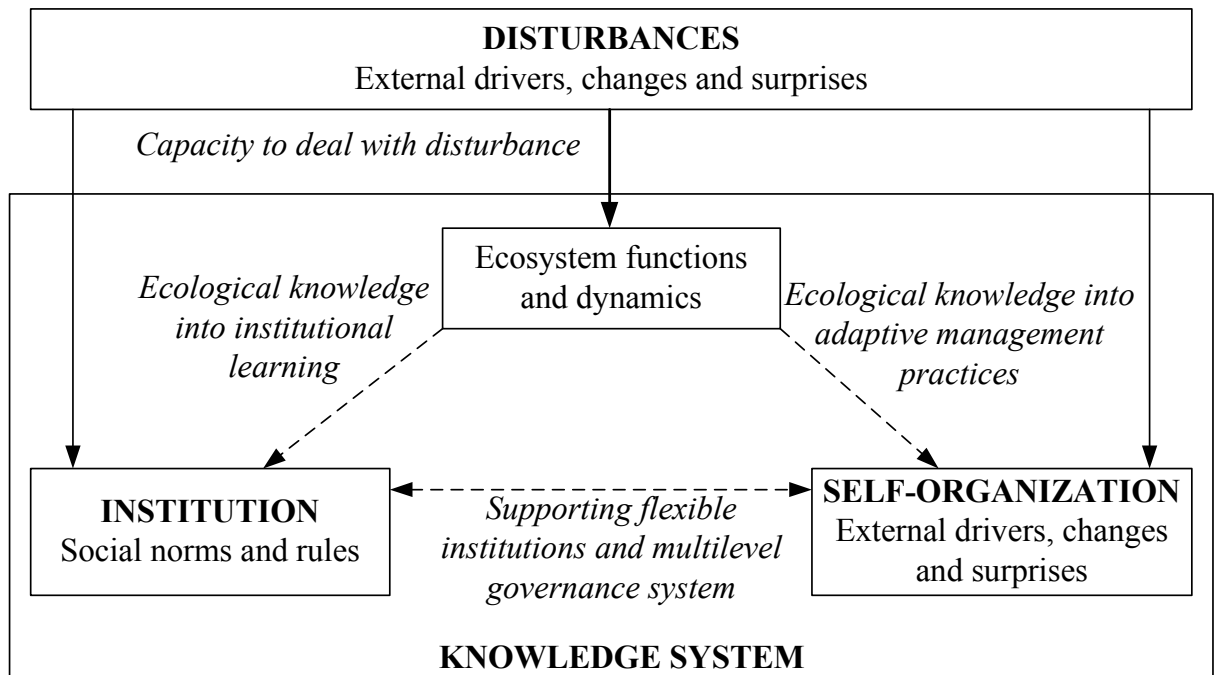 DISTURBANCES
External drivers, changes and surprises
Capacity to deal with disturbance
Ecosystem functions
and dynamics
Ecological knowledge
into institutional
learning
Ecological knowledge into
adaptive management
practices
INSTITUTION
Social norms and rules
Supporting flexible
institutions and multilevel
governance system
SELF-ORGANIZATION
External drivers, changes
and surprises
KNOWLEDGE SYSTEM